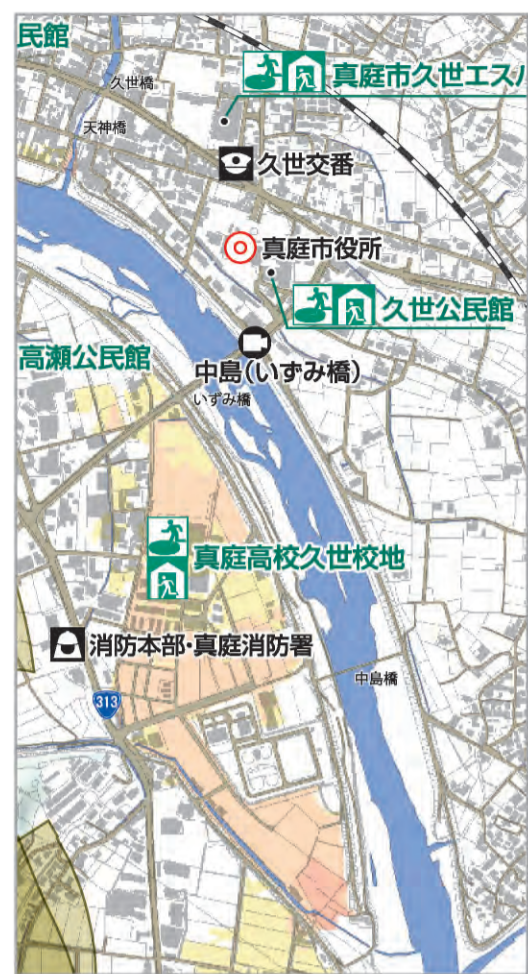 民館
久世橋
真庭市久世エスパ
天神橋
久世交番
真庭市役所
久世公民館
高瀬公民館
中島(いずみ橋)
いずみ橋
真庭高校久世校地
消防本部・真庭消防署
中島橋
313